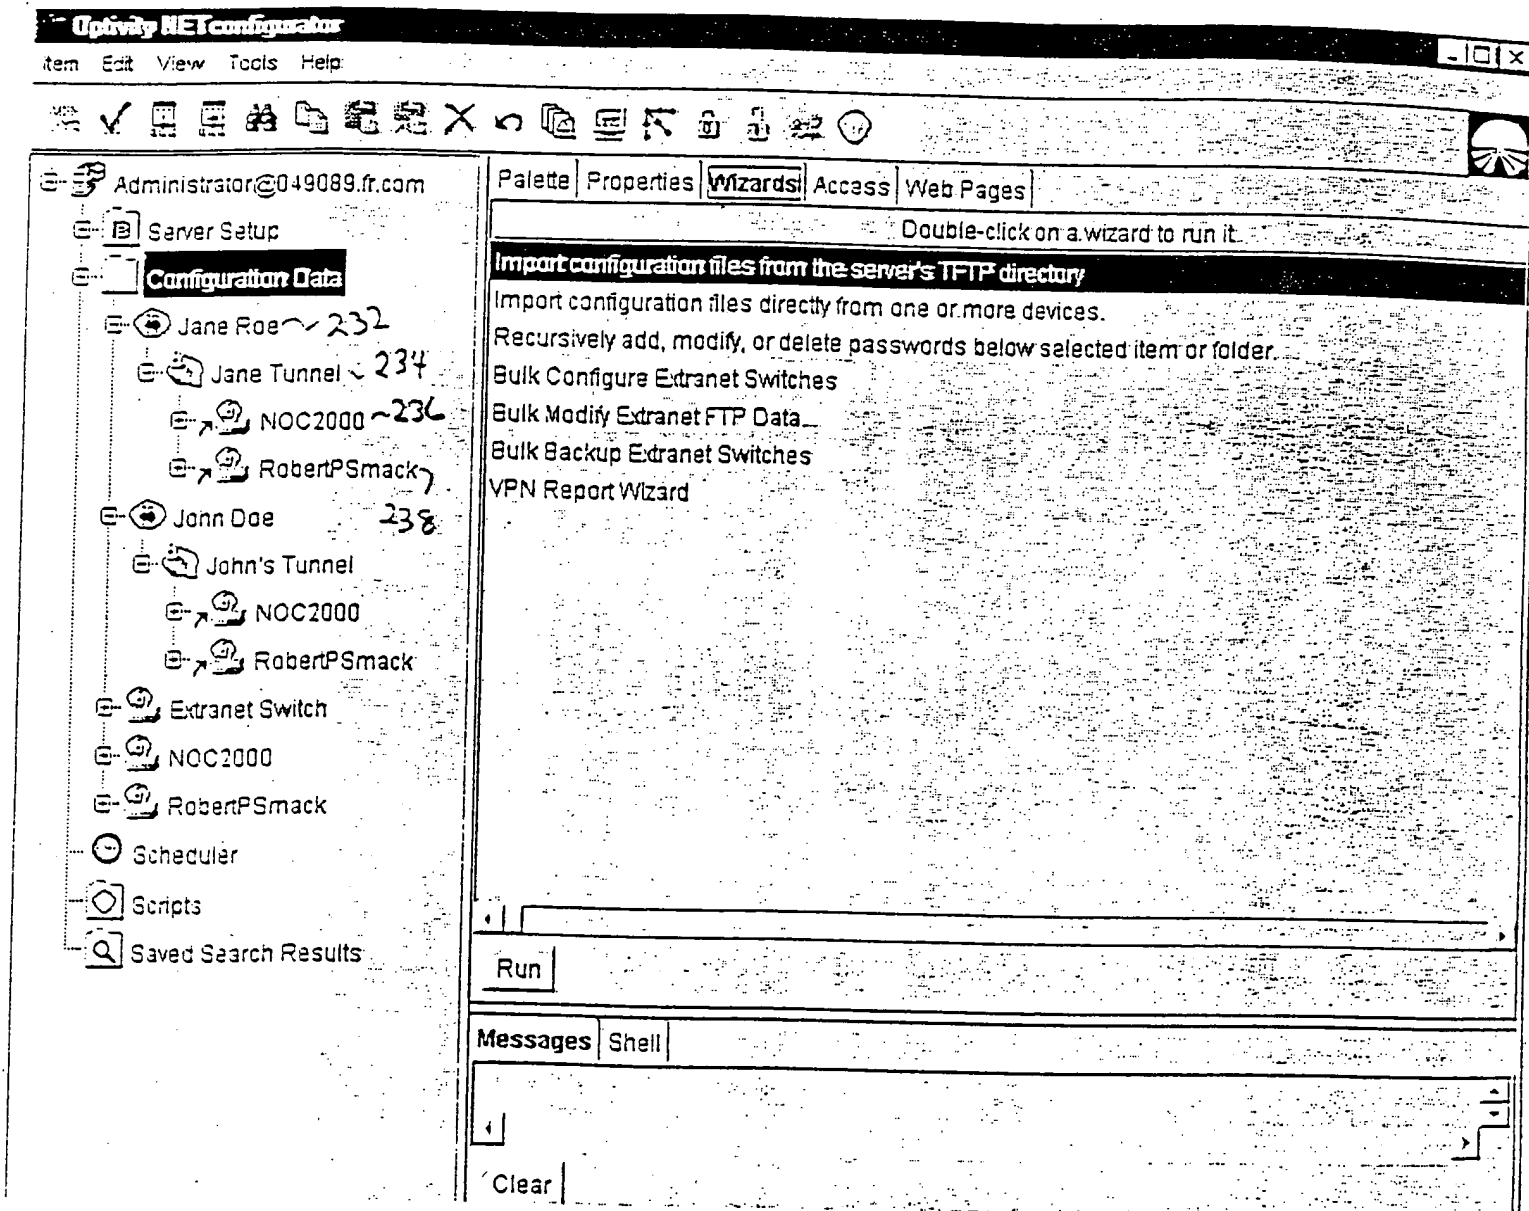 Optivity NETconfigurator
Item Edit View Tools Help
Administrator@049089.fr.com
Server Setup
Configuration Data
Jane Roe 232
Jane Tunnel 234
NOC2000 236
RobertPSmack
238
John Doe
John's Tunnel
NOC2000
RobertPSmack
Extranet Switch
NOC2000
RobertPSmack
Scheduler
Scripts
Saved Search Results
Palette Properties Wizards Access Web Pages
Double-click on a wizard to run it.
Import configuration files from the server's TFTP directory
Import configuration files directly from one or more devices.
Recursively add, modify, or delete passwords below selected item or folder.
Bulk Configure Extranet Switches
Bulk Modify Extranet FTP Data
Bulk Backup Extranet Switches
VPN Report Wizard
Run
Messages Shell
Clear